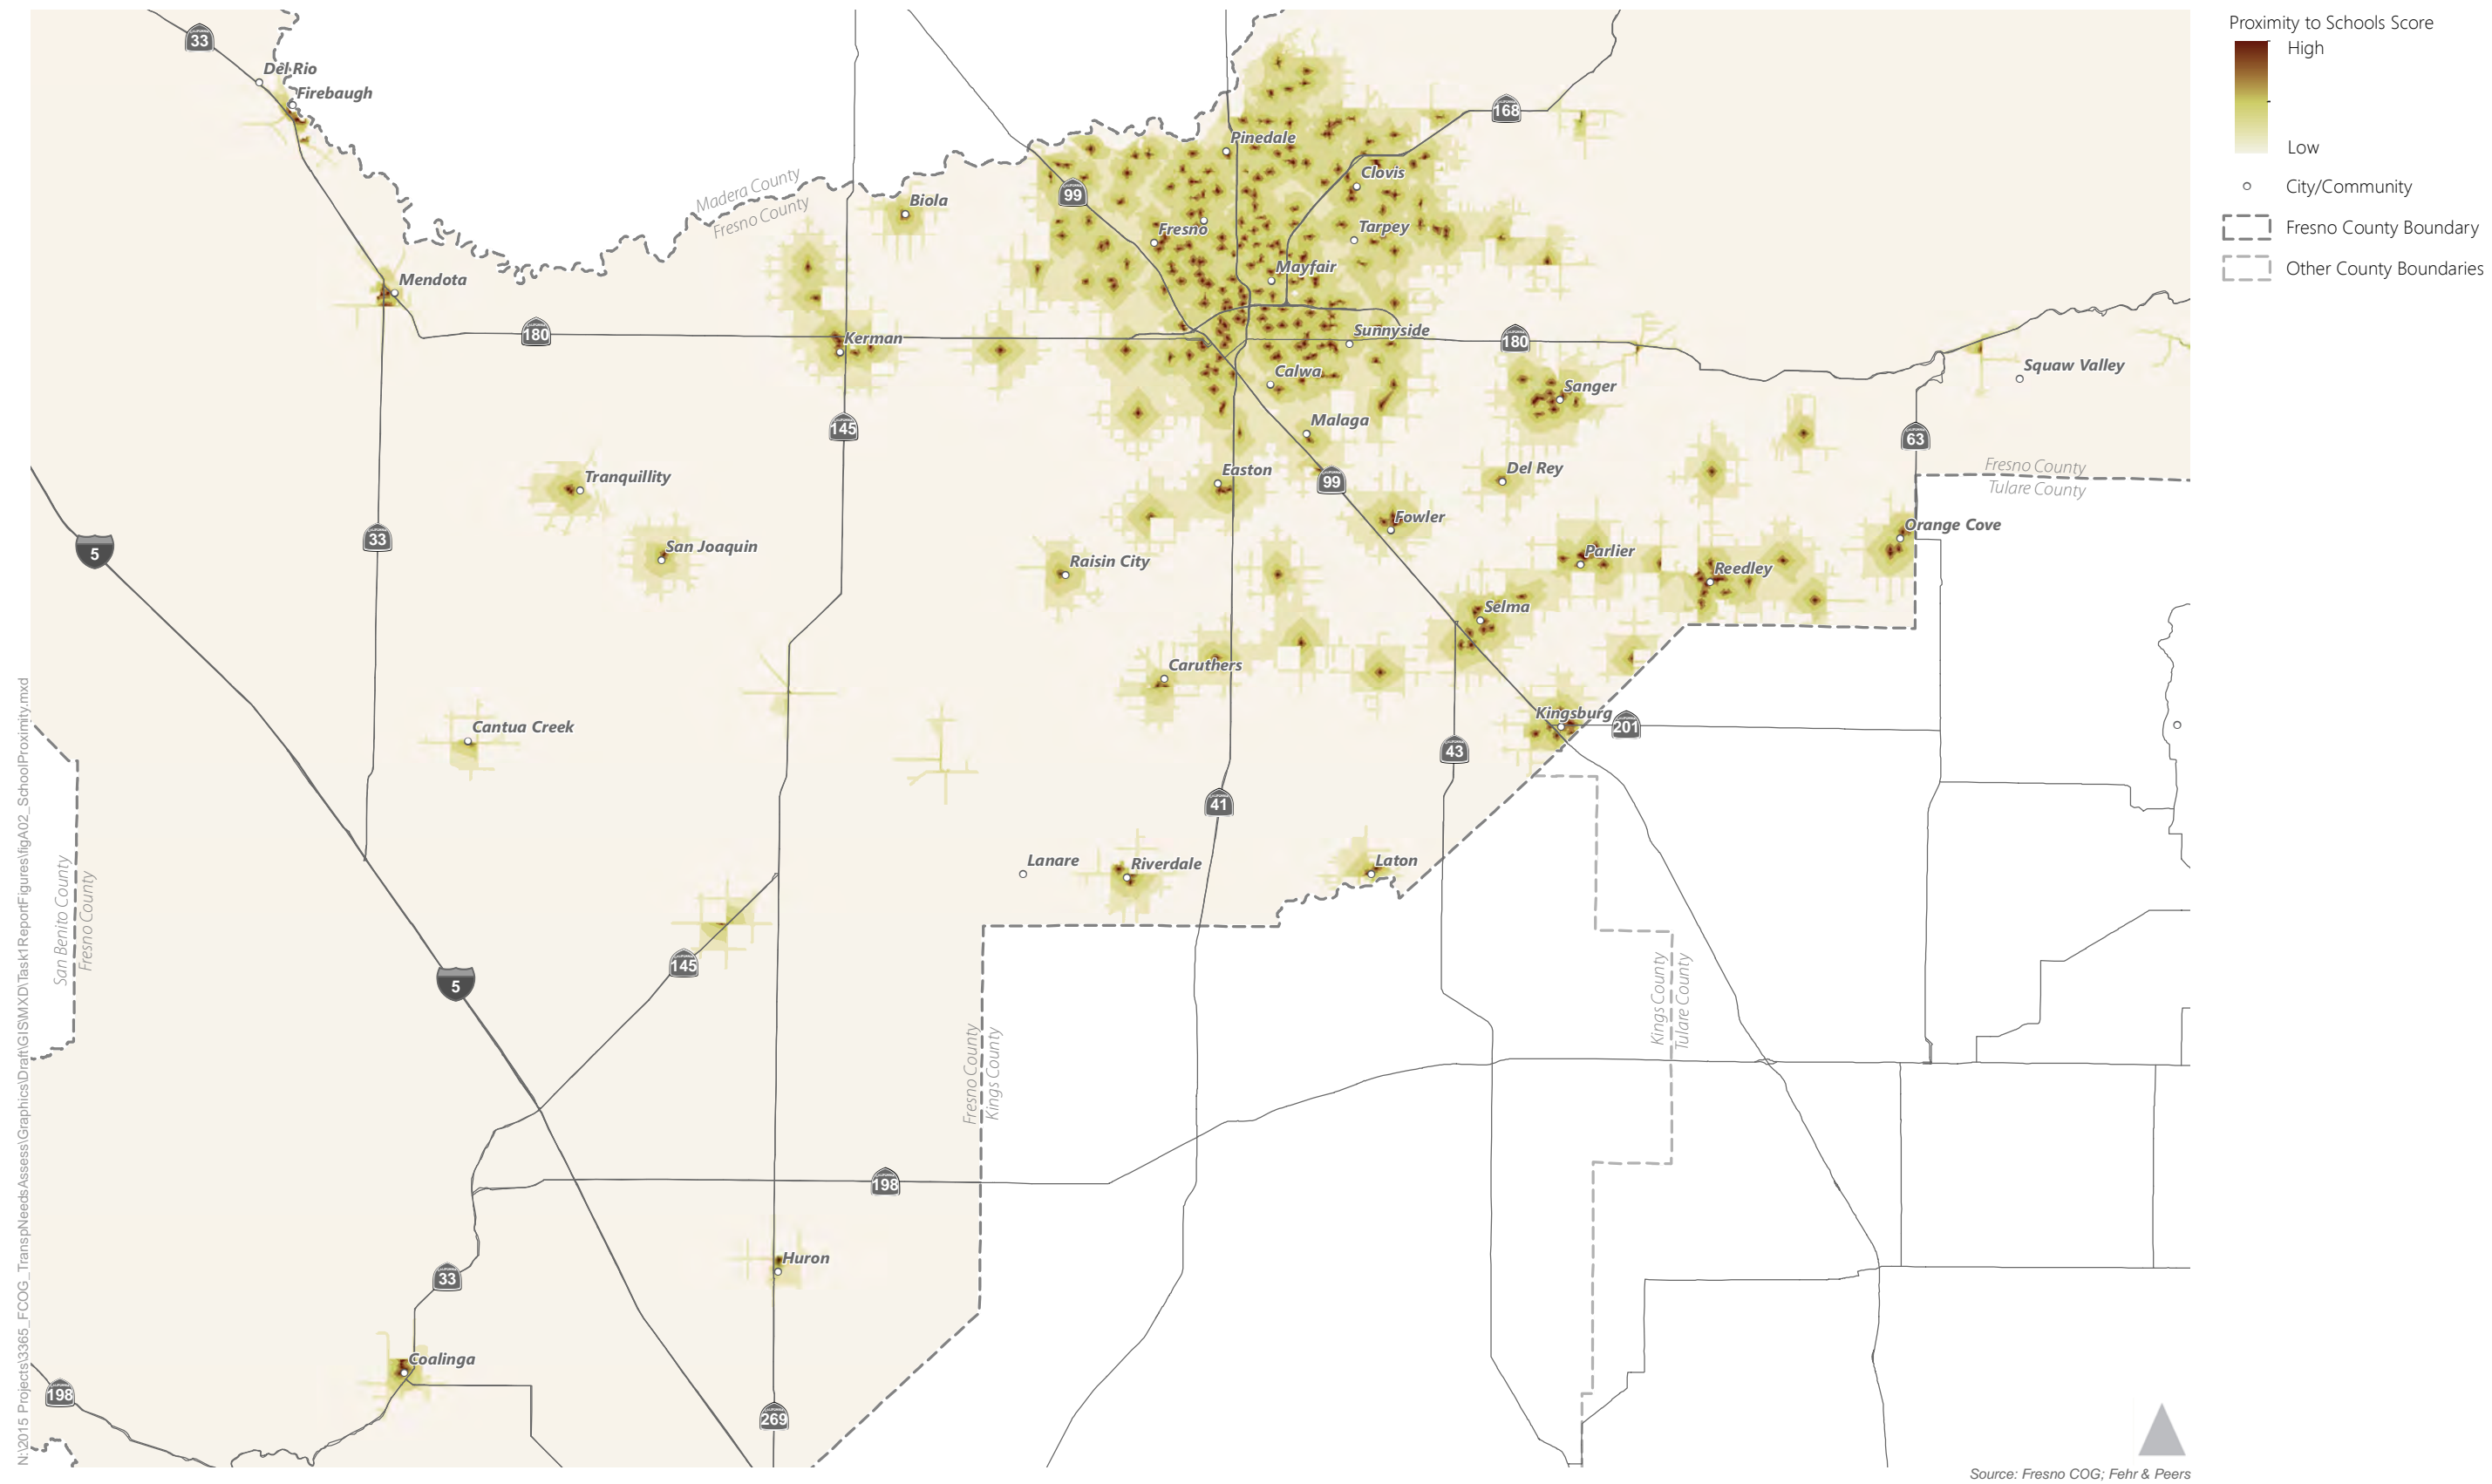 Proximity to Schools Score
High
Low
City/Community
Fresno County Boundary
Other County Boundaries
33
Del Rio
Firebaugh
168
Pinedale
Clovis
Madera County
Fresno County
99
Biola
Fresno
Tarpey
Mayfair
Mendota
180
Kerman
Sunnyside
180
Squaw Valley
Calwa
Sanger
Malaga
145
63
Easton
Del Rey
Fresno County
Tulare County
Tranquillity
99
Fowler
Orange Cove
33
5
San Joaquin
Raisin City
Parlier
Reedley
Selma
Caruthers
Cantua Creek
Kingsburg
201
43
41
Lanare
Riverdale
Laton
San Benito County
Fresno County
145
5
Fresno County
Kings County
Kings County
Tulare County
198
Huron
33
Coalinga
198
269
N:\2015 Projects\3365_FCOG_TranspNeedsAssess\Graphics\Draft\GIS\MXD\Task1ReportFigures\figA02_SchoolProximity.mxd
Source: Fresno COG; Fehr & Peers